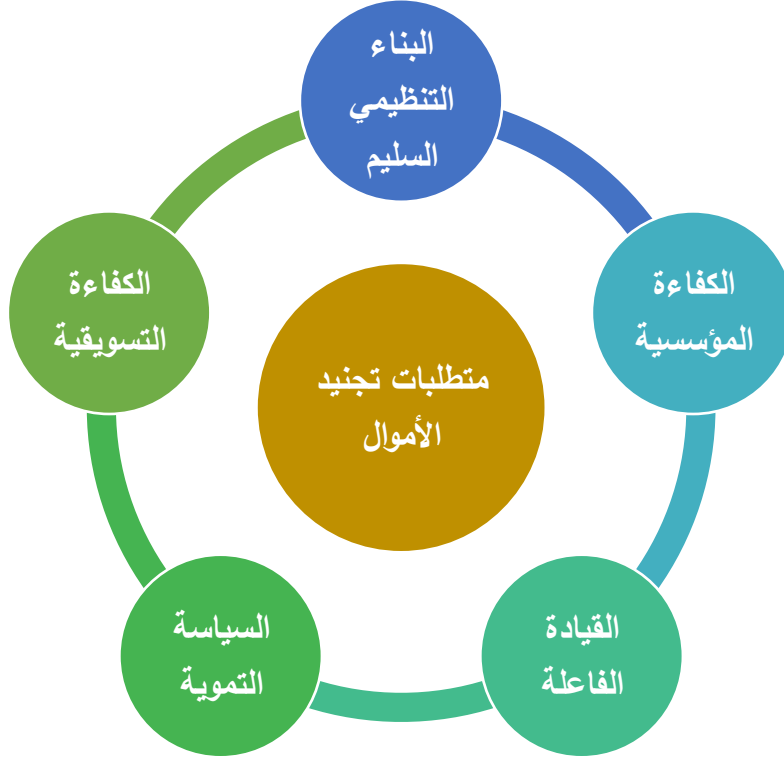 البناء
التنظيمي
السليم
الكفاءة
المؤسسية
القيادة
الفاعلة
السياسة
التموية
الكفاءة
التسويقية
متطلبات تجنيد
الأموال